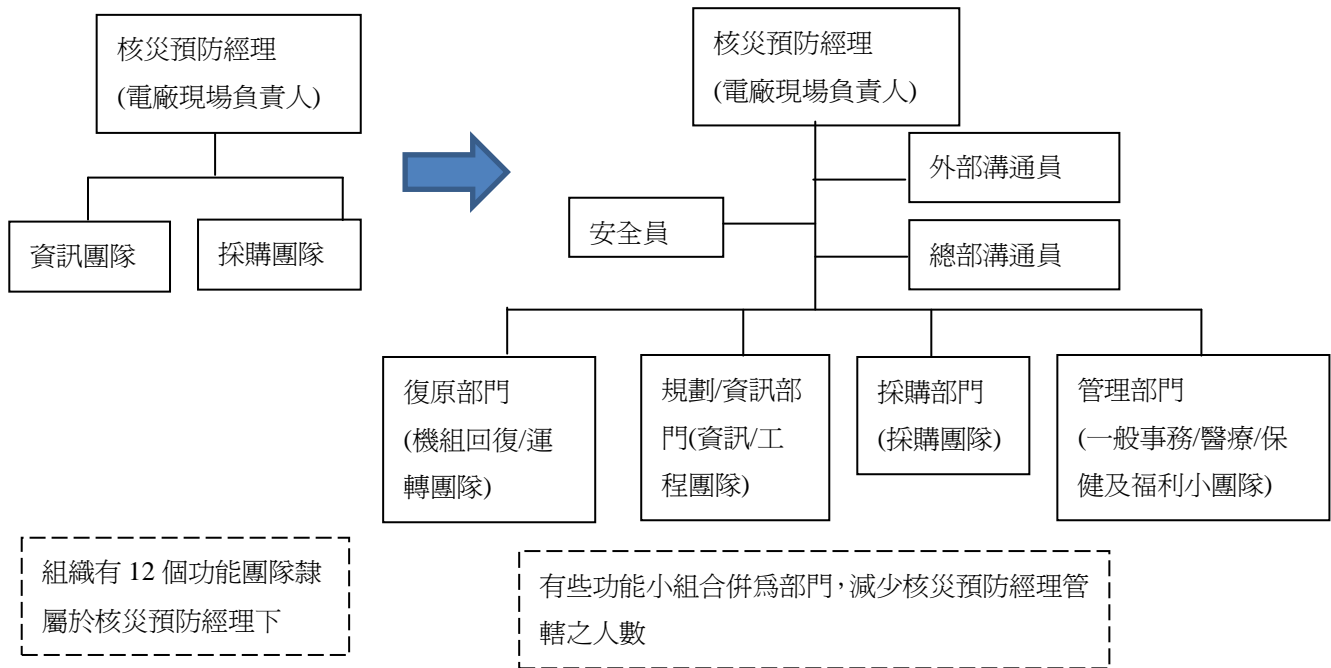 核災預防經理
(電廠現場負責人)
資訊團隊
採購團隊
組織有 12 個功能團隊隸
屬於核災預防經理下
核災預防經理
(電廠現場負責人)
外部溝通員
安全員
總部溝通員
復原部門
(機組回復/運
轉團隊)
規劃/資訊部
門(資訊/工
程團隊)
採購部門
(採購團隊)
管理部門
(一般事務/醫療/保
健及福利小團隊)
有些功能小組合併為部門，減少核災預防經理管
轄之人數